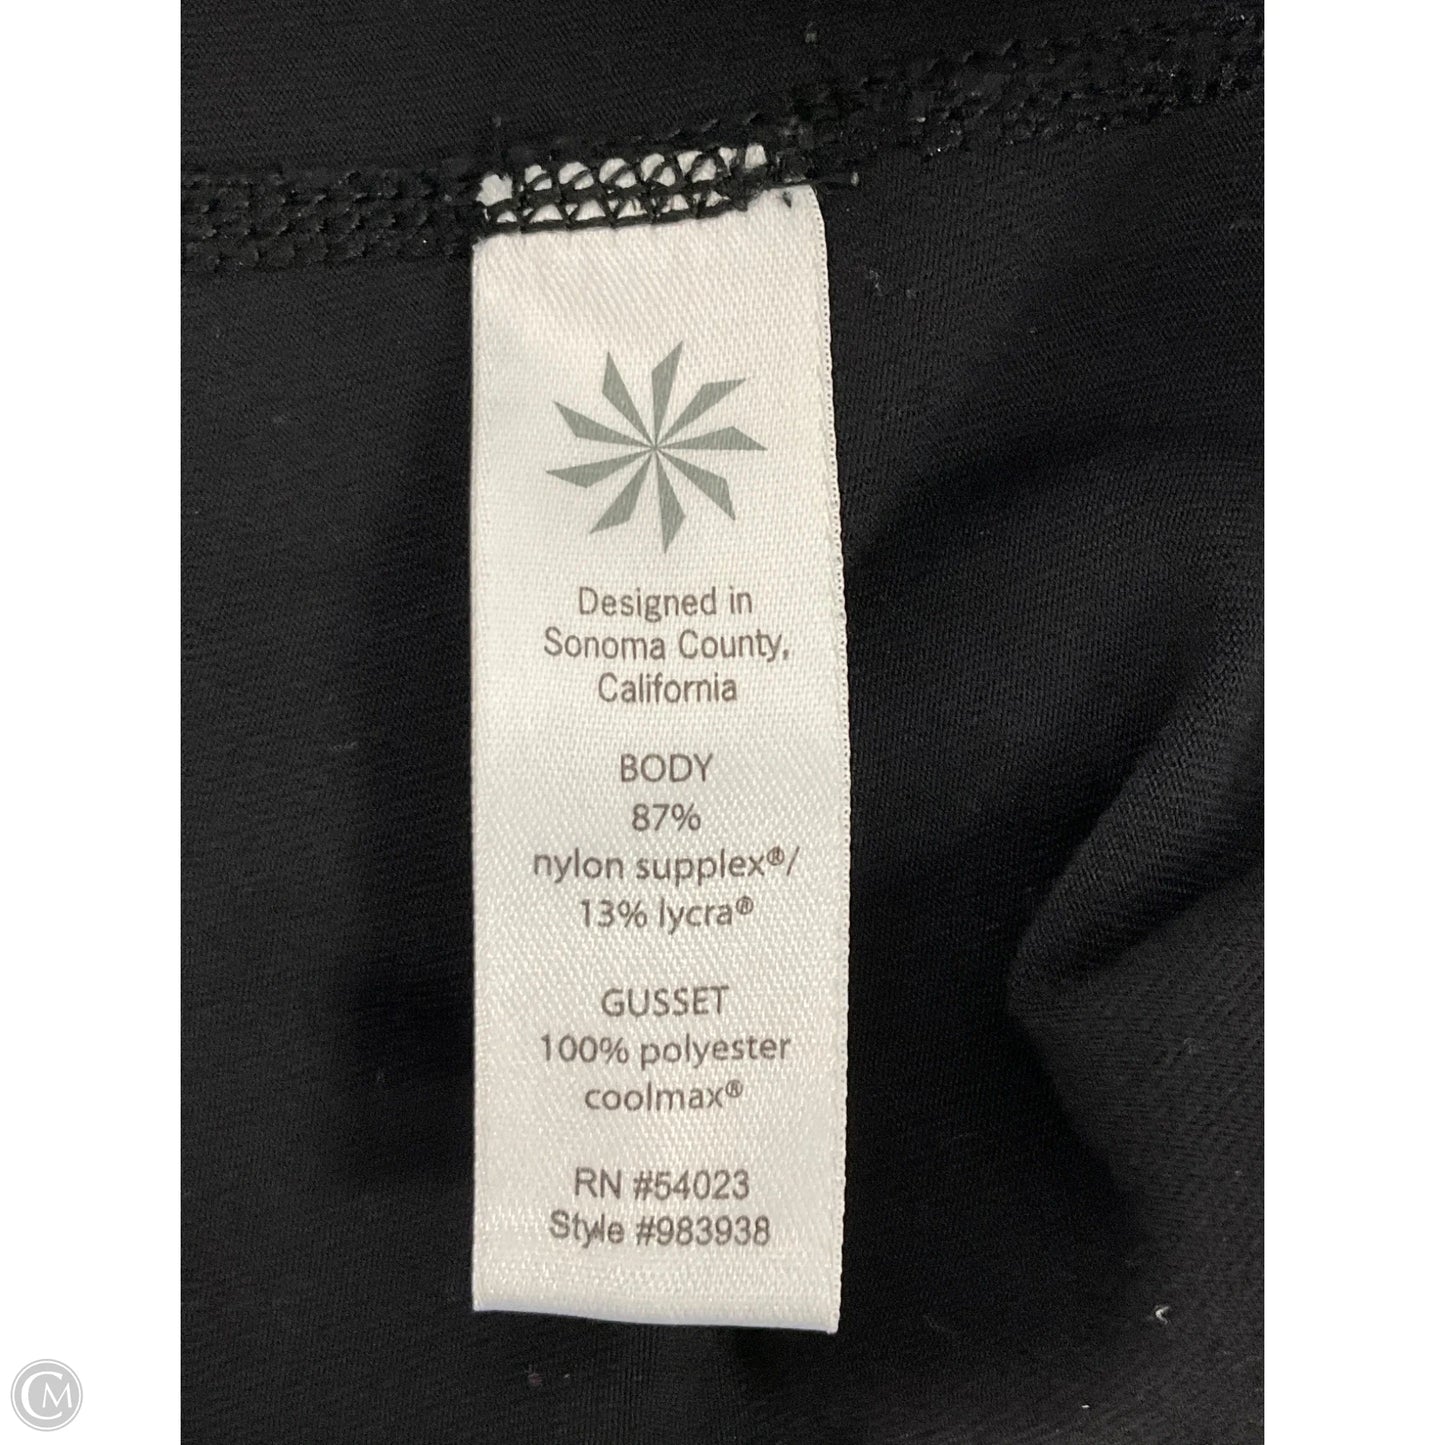 Designed in
Sonoma County,
California
BODY
87%
nylon supplex®/
13% lycra®
GUSSET
100% polyester
coolmax®
RN #54023
Style #983938
CM